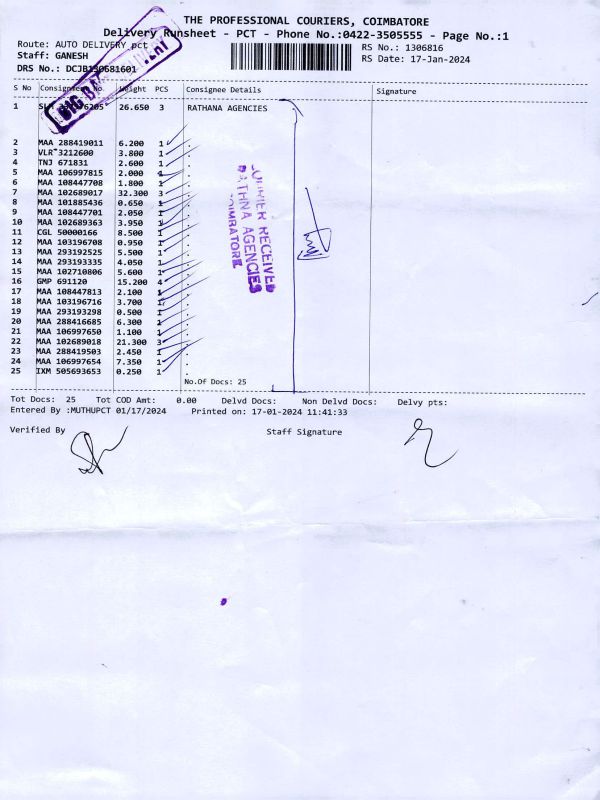 THE PROFESSIONAL COURIERS, COIMBATORE
Delivery Runsheet - PCT - Phone No.:0422-3505555 - Page No.:1
Route: AUTO DELIVERY pct
RS No.: 1306816
Staff: GANESH
RS Date: 17-Jan-2024
DRS No.: DCJB130681601
BIG BAG DELIVERY
S No Consignment No. Weight PCS Consignee Details Signature
1 26.650 3 RATHANA AGENCIES
2 MAA 288419011 6.200 1 .
3 VLR 3212600 3.800 1 .
4 TNJ 671831 2.600 1 .
5 MAA 106997815 2.000 1 .
6 MAA 108447708 1.800 1 .
7 MAA 102689017 32.300 3 .
8 MAA 101885436 0.650 1 .
9 MAA 108447701 2.050 1 .
10 MAA 102689363 3.950 1 .
11 CGL 50000166 8.500 1 .
12 MAA 103196708 0.950 1 .
13 MAA 293192525 5.500 1 .
14 MAA 293193335 4.050 1 .
15 MAA 102710806 5.600 1 .
16 GMP 691120 15.200 4 .
17 MAA 108447813 2.100 1 .
18 MAA 103196716 3.700 1 .
19 MAA 293193298 0.500 1 .
20 MAA 288416685 6.300 1 .
21 MAA 106997650 1.100 1 .
22 MAA 102689018 21.300 3 .
23 MAA 288419503 2.450 1 .
24 MAA 106997654 7.350 1 .
25 IXM 505693653 0.250 1 .
COURIER RECEIVED
RATHNA AGENCIES
COIMBATORE
No.Of Docs: 25
Tot Docs: 25 Tot COD Amt: 0.00 Delvd Docs: Non Delvd Docs: Delvy pts:
Entered By :MUTHUPCT 01/17/2024 Printed on: 17-01-2024 11:41:33
Verified By Staff Signature